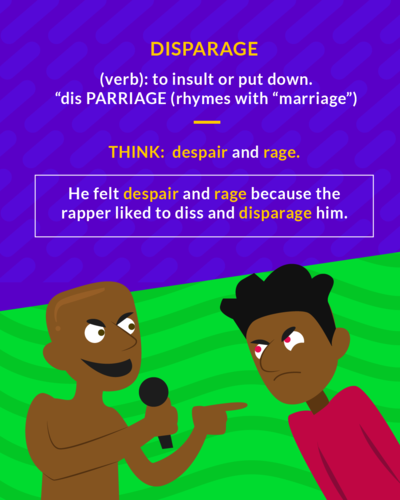 DISPARAGE
(verb): to insult or put down.
“dis PARRIAGE (rhymes with “marriage”)
THINK: despair and rage.
He felt despair and rage because the
rapper liked to diss and disparage him.